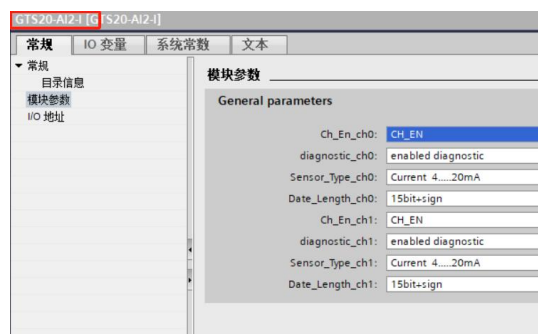 GTS20-AI2-I [GTS20-AI2-I]
常规 IO 变量 系统常数 文本
常规
目录信息
模块参数
I/O 地址
模块参数
General parameters
Ch_En_ch0: CH_EN
diagnostic_ch0: enabled diagnostic
Sensor_Type_ch0: Current 4.....20mA
Date_Length_ch0: 15bit+sign
Ch_En_ch1: CH_EN
diagnostic_ch1: enabled diagnostic
Sensor_Type_ch1: Current 4.....20mA
Date_Length_ch1: 15bit+sign